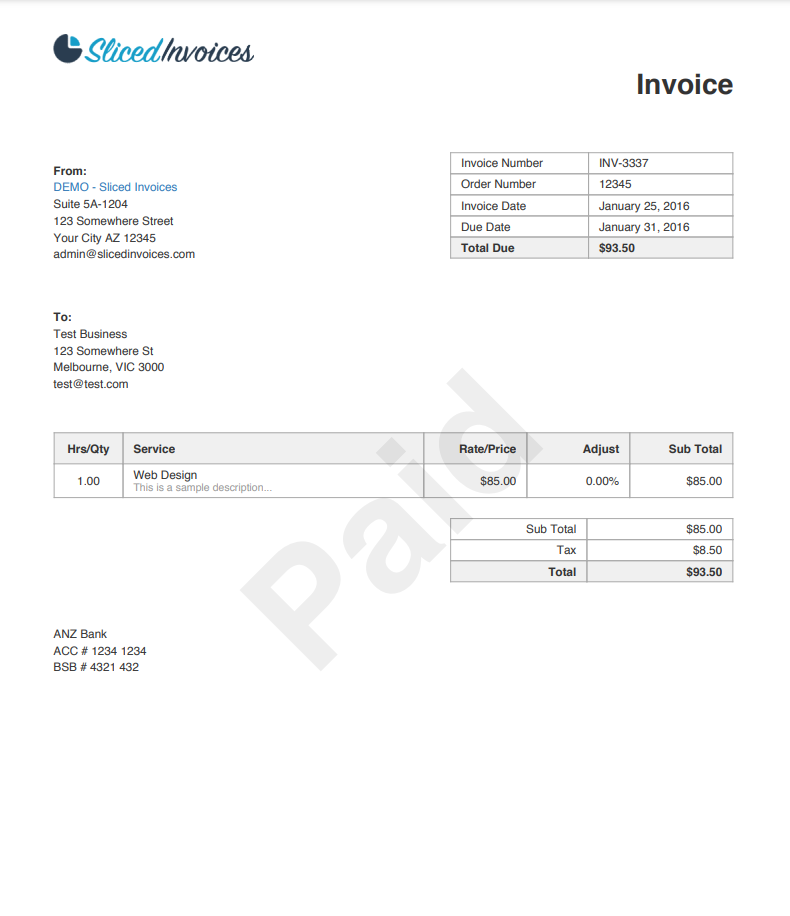 Sliced Invoices
Invoice
From:
DEMO - Sliced Invoices
Suite 5A-1204
123 Somewhere Street
Your City AZ 12345
admin@slicedinvoices.com
Invoice Number INV-3337
Order Number 12345
Invoice Date January 25, 2016
Due Date January 31, 2016
Total Due $93.50
To:
Test Business
123 Somewhere St
Melbourne, VIC 3000
test@test.com
Paid
Hrs/Qty Service Rate/Price Adjust Sub Total
1.00 Web Design $85.00 0.00% $85.00
This is a sample description...
Sub Total $85.00
Tax $8.50
Total $93.50
ANZ Bank
ACC # 1234 1234
BSB # 4321 432